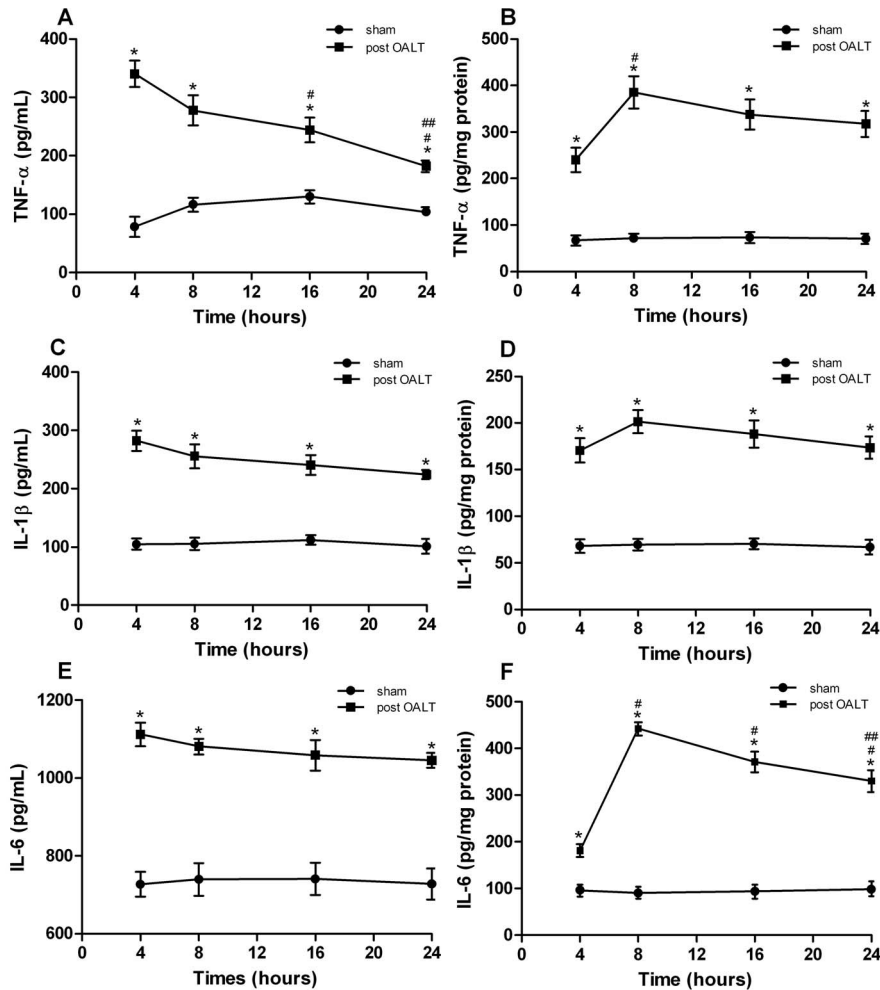 A
sham
post OALT
TNF-α (pg/mL)
400
300
200
100
0
*
*
#
*
##
#
*
0 4 8 12 16 20 24
Time (hours)
B
sham
post OALT
TNF-α (pg/mg protein)
500
400
300
200
100
0
*
#
*
*
*
0 4 8 12 16 20 24
Time (hours)
C
sham
post OALT
IL-1β (pg/mL)
400
300
200
100
0
*
*
*
*
0 4 8 12 16 20 24
Time (hours)
D
sham
post OALT
IL-1β (pg/mg protein)
250
200
150
100
50
0
*
*
*
*
0 4 8 12 16 20 24
Time (hours)
E
sham
post OALT
IL-6 (pg/mL)
1200
1000
800
600
*
*
*
*
0 4 8 12 16 20 24
Times (hours)
F
sham
post OALT
IL-6 (pg/mg protein)
500
400
300
200
100
0
*
#
*
#
*
##
#
*
0 4 8 12 16 20 24
Time (hours)